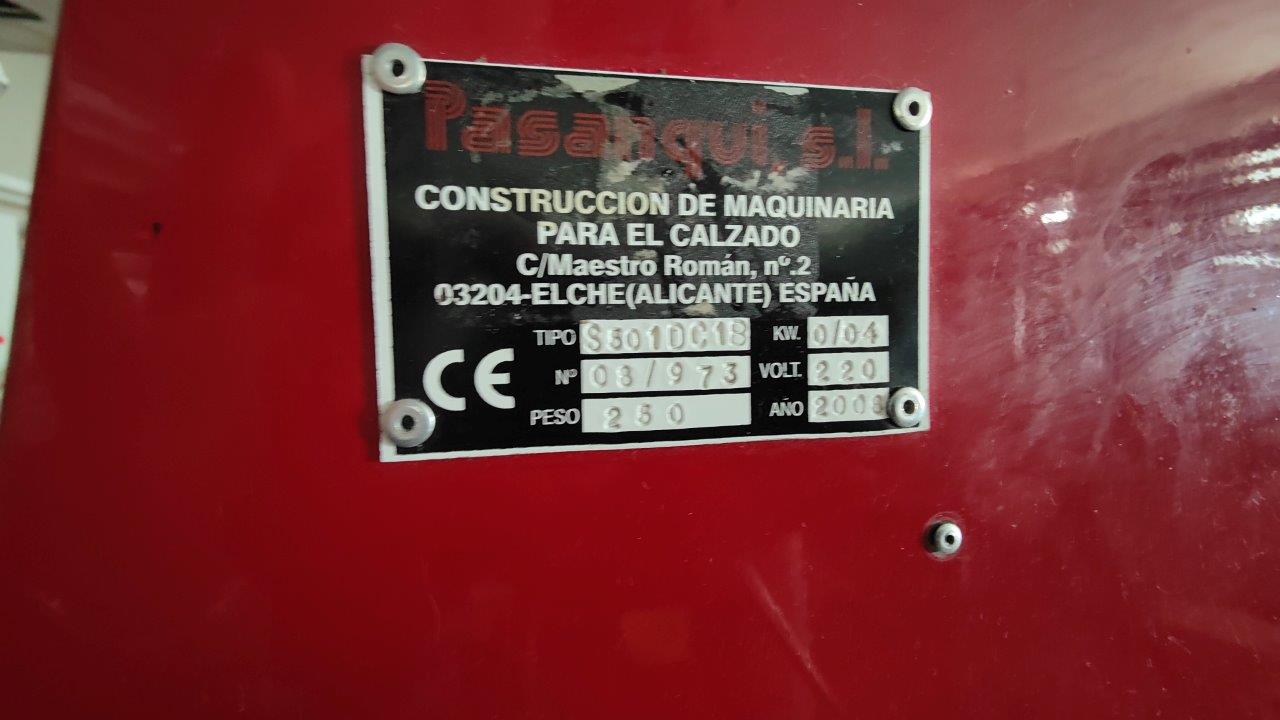 Pasanqui, s.l.
CONSTRUCCION DE MAQUINARIA
PARA EL CALZADO
C/Maestro Román, nº.2
03204-ELCHE(ALICANTE) ESPAÑA
TIPO S501DC18 KW. 0/04
CE Nº 08/973 VOLT. 220
PESO 250 AÑO 2008